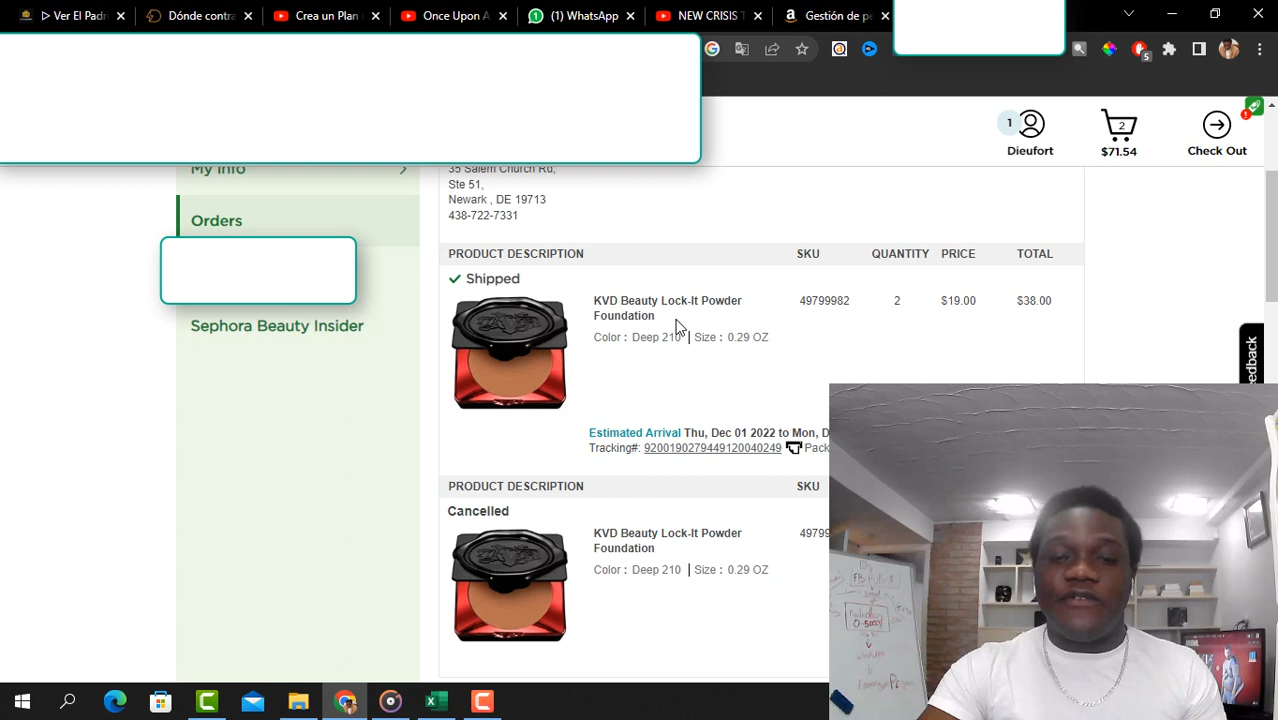 ▷ Ver El Padr
Dónde contra
Crea un Plan
Once Upon A
(1) WhatsApp
NEW CRISIS T
Gestión de pe
5
1
Dieufort
2
$71.54
Check Out
My Info
Orders
Sephora Beauty Insider
35 Salem Church Rd,
Ste 51,
Newark , DE 19713
438-722-7331
PRODUCT DESCRIPTION SKU QUANTITY PRICE TOTAL
Shipped
KVD Beauty Lock-It Powder 49799982 2 $19.00 $38.00
Foundation
Color : Deep 210 | Size : 0.29 OZ
Estimated Arrival Thu, Dec 01 2022 to Mon, D
Tracking#: 9200190279449120040249 Pack
PRODUCT DESCRIPTION SKU
Cancelled
KVD Beauty Lock-It Powder 4979
Foundation
Color : Deep 210 | Size : 0.29 OZ
edback